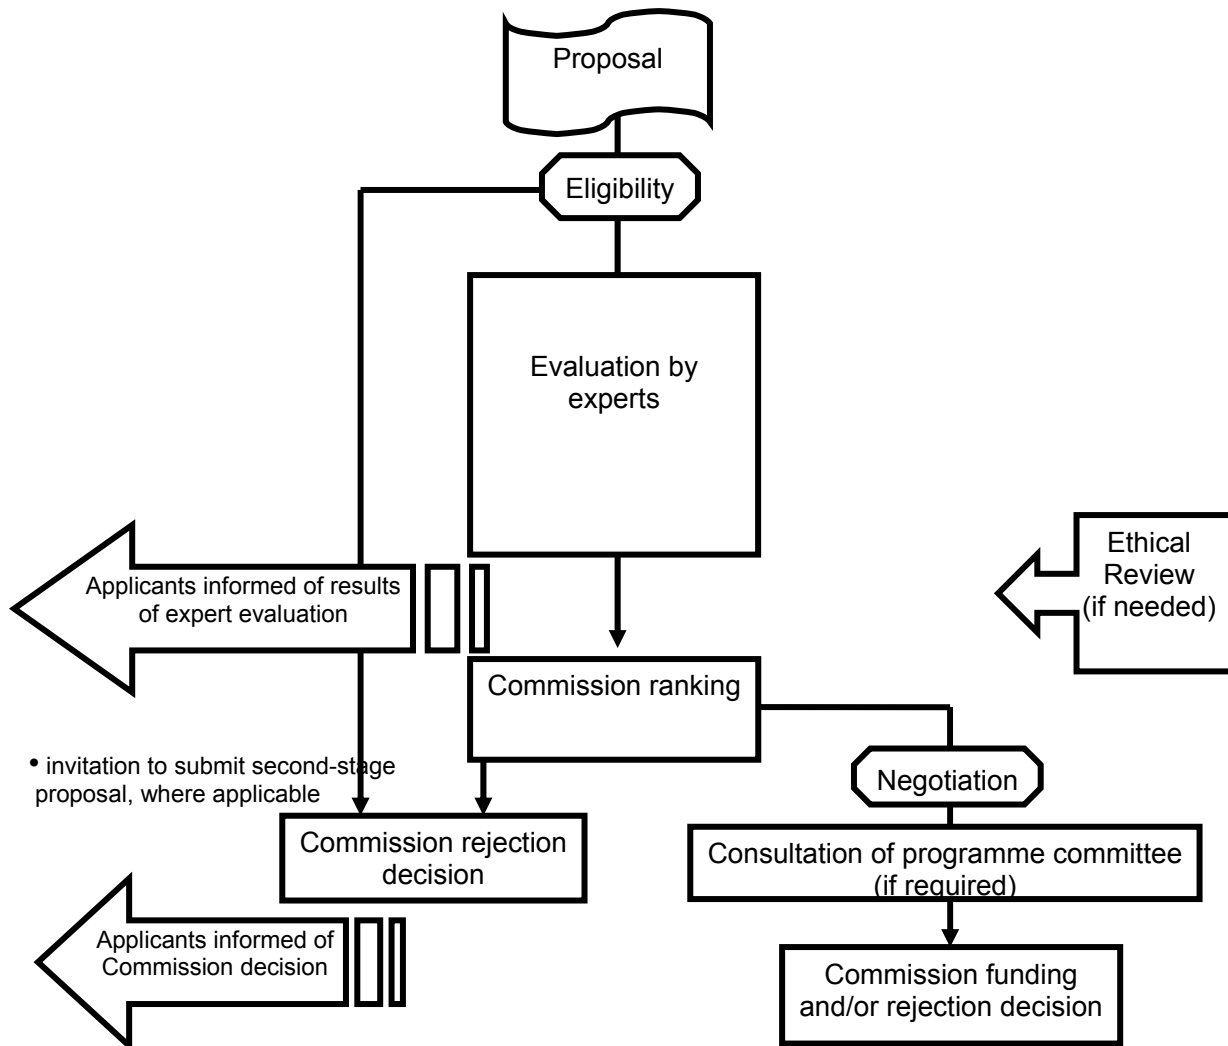 Proposal
Eligibility
Evaluation by
experts
Applicants informed of results
of expert evaluation
Ethical
Review
(if needed)
Commission ranking
• invitation to submit second-stage
proposal, where applicable
Negotiation
Commission rejection
decision
Consultation of programme committee
(if required)
Applicants informed of
Commission decision
Commission funding
and/or rejection decision